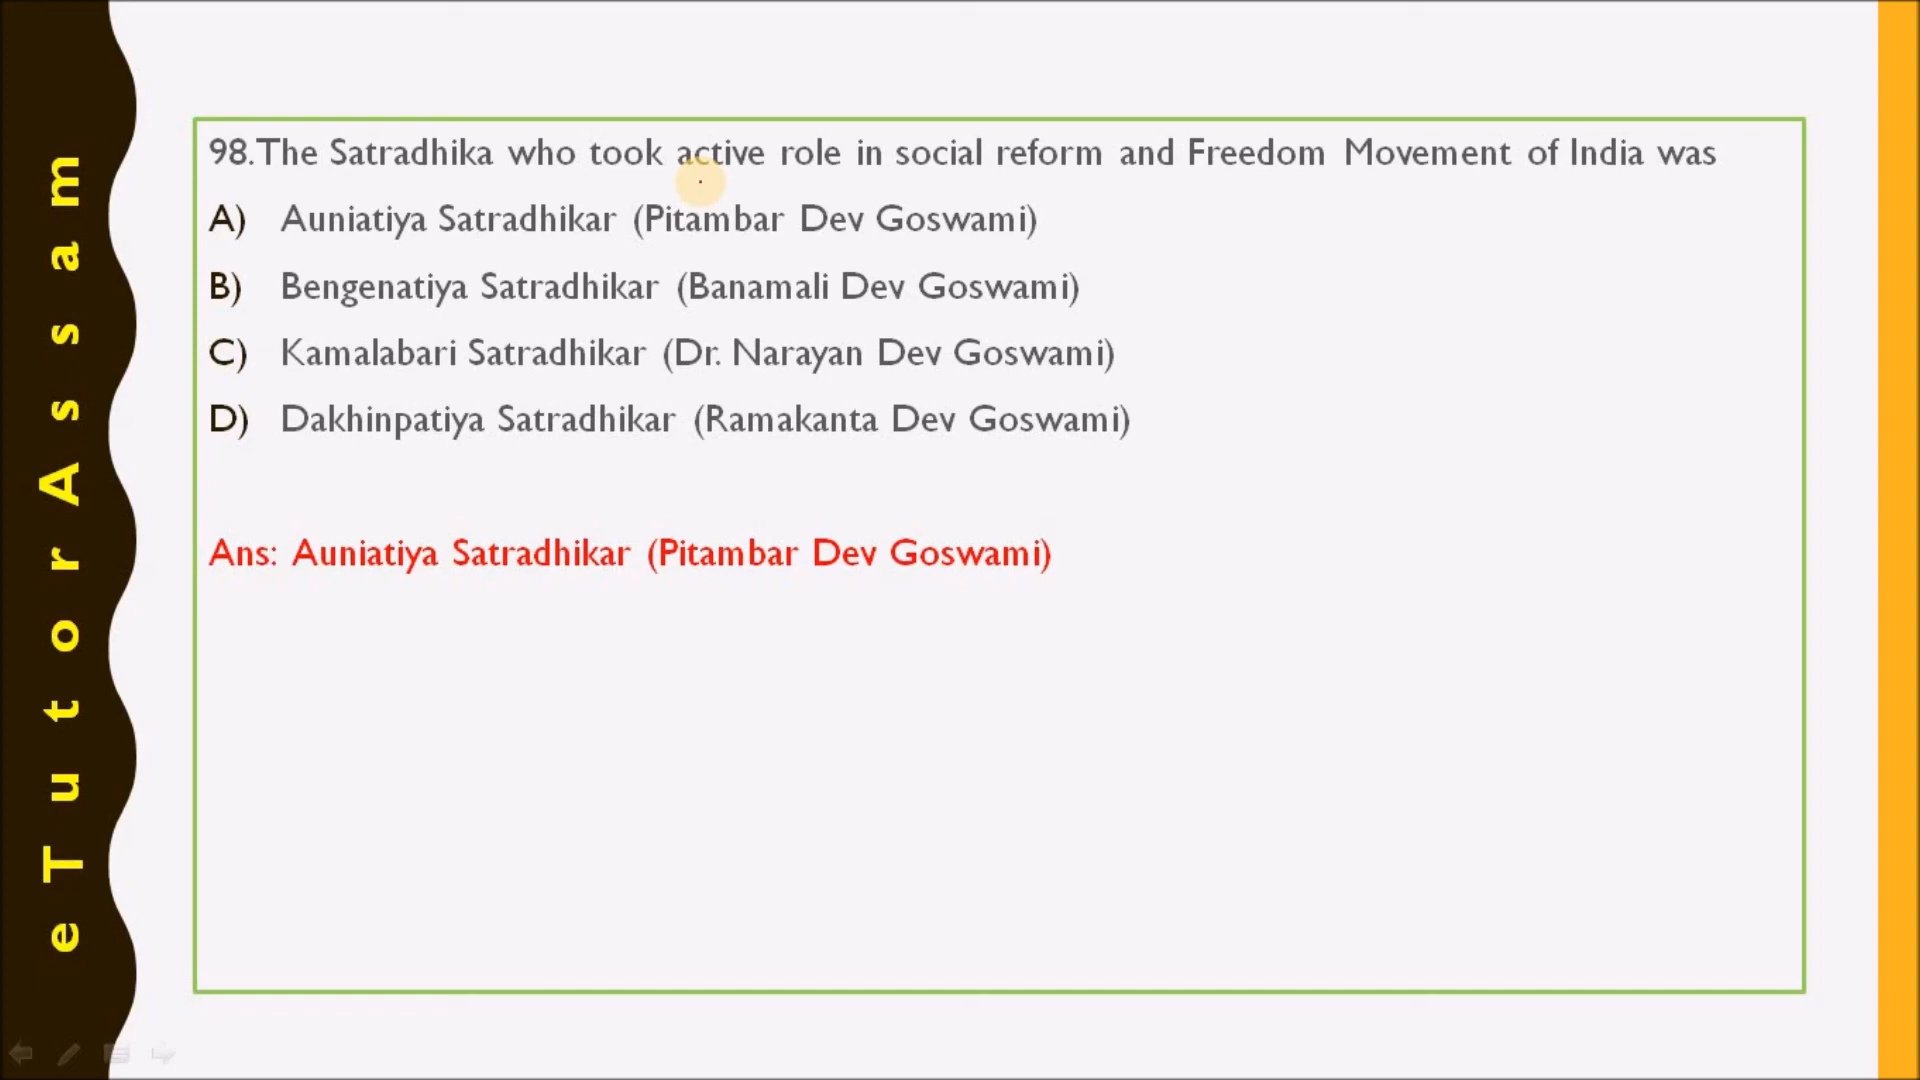 98.The Satradhika who took active role in social reform and Freedom Movement of India was
A) Auniatiya Satradhikar (Pitambar Dev Goswami)
B) Bengenatiya Satradhikar (Banamali Dev Goswami)
C) Kamalabari Satradhikar (Dr. Narayan Dev Goswami)
D) Dakhinpatiya Satradhikar (Ramakanta Dev Goswami)
Ans: Auniatiya Satradhikar (Pitambar Dev Goswami)
eTutorAssam